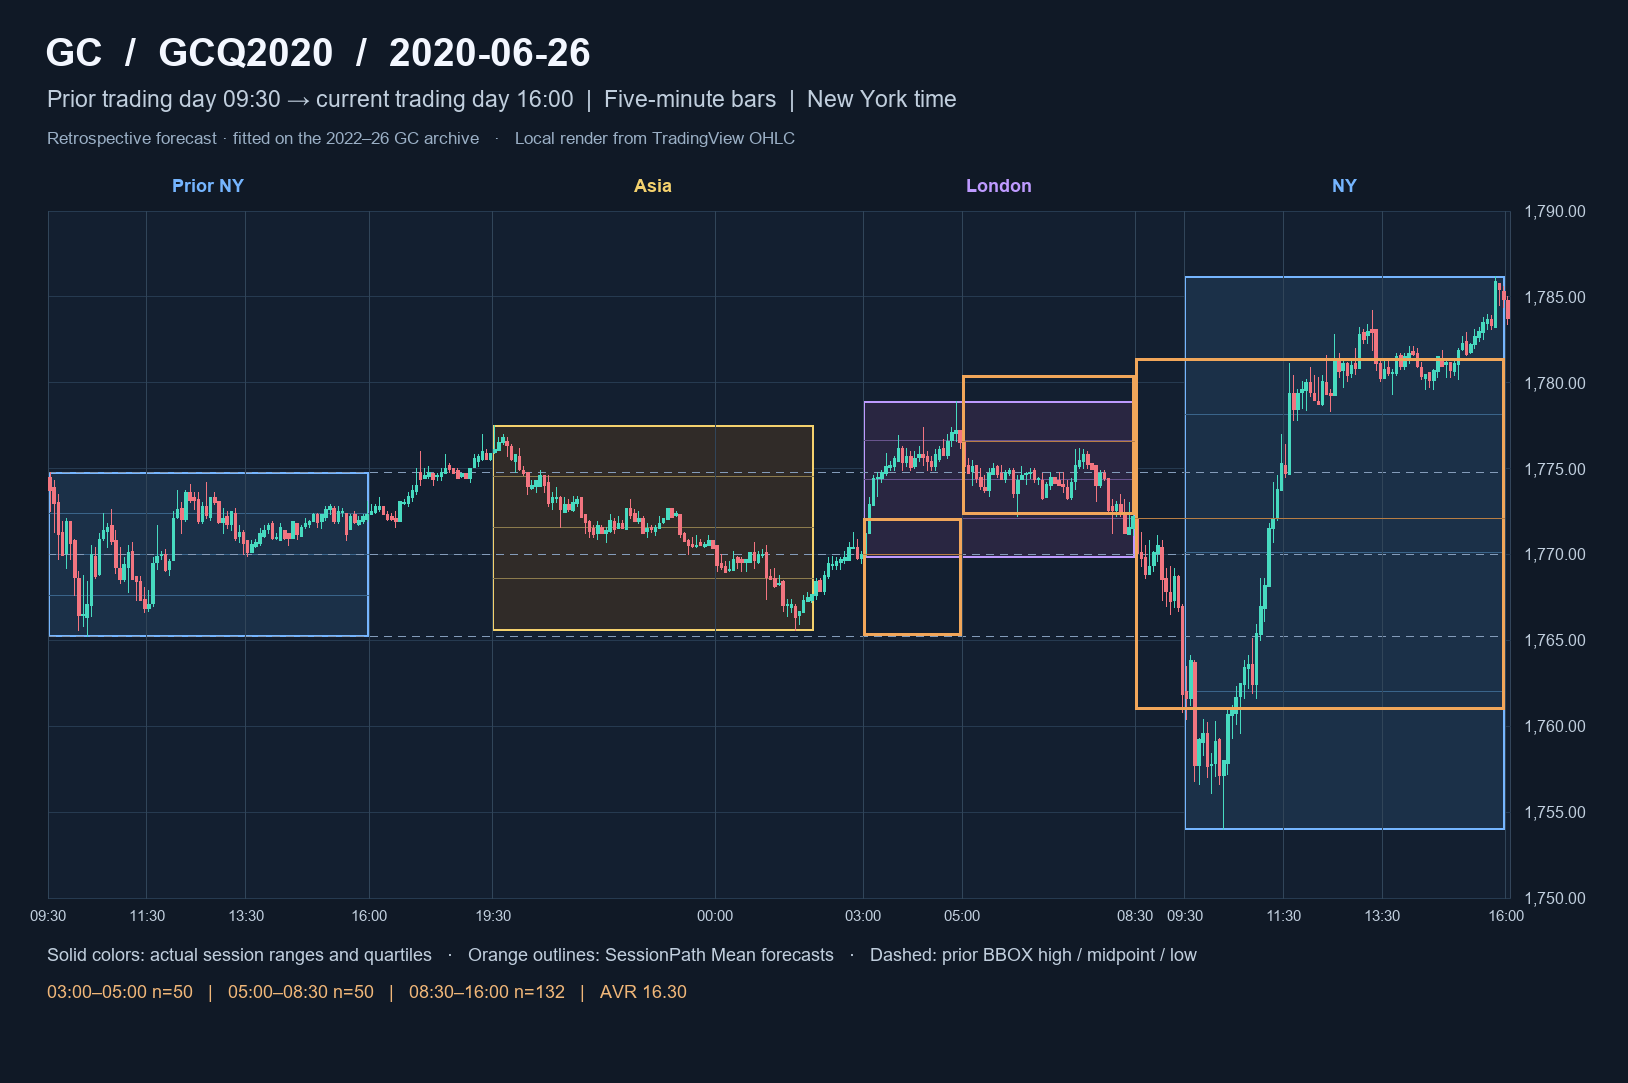 GC / GCQ2020 / 2020-06-26
Prior trading day 09:30 → current trading day 16:00 | Five-minute bars | New York time
Retrospective forecast · fitted on the 2022–26 GC archive · Local render from TradingView OHLC
Prior NY Asia London NY
1,790.00
1,785.00
1,780.00
1,775.00
1,770.00
1,765.00
1,760.00
1,755.00
1,750.00
09:30 11:30 13:30 16:00 19:30 00:00 03:00 05:00 08:30 09:30 11:30 13:30 16:00
Solid colors: actual session ranges and quartiles · Orange outlines: SessionPath Mean forecasts · Dashed: prior BBOX high / midpoint / low
03:00–05:00 n=50 | 05:00–08:30 n=50 | 08:30–16:00 n=132 | AVR 16.30